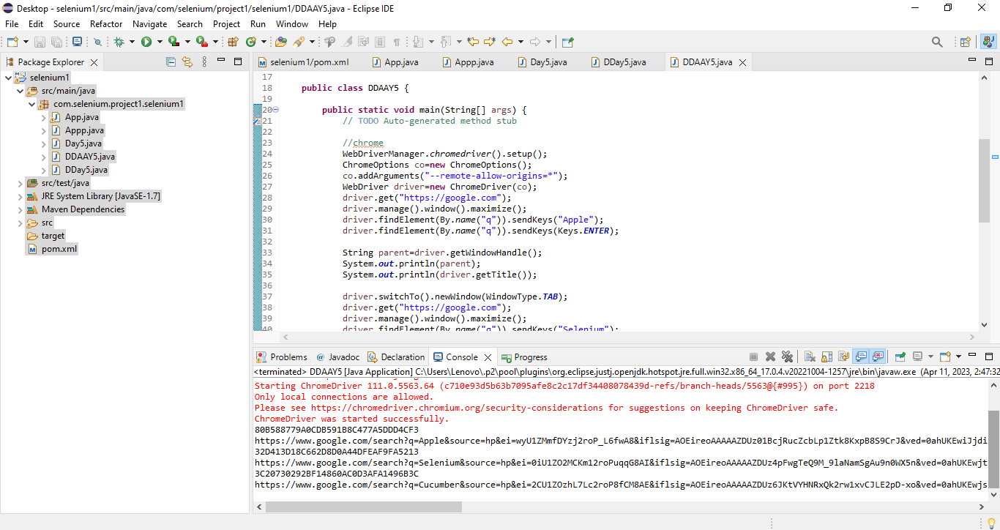 Desktop - selenium1/src/main/java/com/selenium/project1/selenium1/DDAAY5.java - Eclipse IDE
File Edit Source Refactor Navigate Search Project Run Window Help
Package Explorer
selenium1
src/main/java
com.selenium.project1.selenium1
App.java
Appp.java
Day5.java
DDAAY5.java
DDay5.java
src/test/java
JRE System Library [JavaSE-1.7]
Maven Dependencies
src
target
pom.xml
selenium1/pom.xml App.java Appp.java Day5.java DDay5.java DDAAY5.java
17
18 public class DDAAY5 {
19
20 public static void main(String[] args) {
21 // TODO Auto-generated method stub
22
23 //chrome
24 WebDriverManager.chromedriver().setup();
25 ChromeOptions co=new ChromeOptions();
26 co.addArguments("--remote-allow-origins=*");
27 WebDriver driver=new ChromeDriver(co);
28 driver.get("https://google.com");
29 driver.manage().window().maximize();
30 driver.findElement(By.name("q")).sendKeys("Apple");
31 driver.findElement(By.name("q")).sendKeys(Keys.ENTER);
32
33 String parent=driver.getWindowHandle();
34 System.out.println(parent);
35 System.out.println(driver.getTitle());
36
37 driver.switchTo().newWindow(WindowType.TAB);
38 driver.get("https://google.com");
39 driver.manage().window().maximize();
40 driver.findElement(By.name("q")).sendKeys("Selenium");
Problems Javadoc Declaration Console Progress
<terminated> DDAAY5 [Java Application] C:\Users\Lenovo\.p2\pool\plugins\org.eclipse.justj.openjdk.hotspot.jre.full.win32.x86_64_17.0.4.v20221004-1257\jre\bin\javaw.exe (Apr 11, 2023, 2:47:32
Starting ChromeDriver 111.0.5563.64 (c710e93d5b63b7095afe8c2c17df34408078439d-refs/branch-heads/5563@{#995}) on port 2218
Only local connections are allowed.
Please see https://chromedriver.chromium.org/security-considerations for suggestions on keeping ChromeDriver safe.
ChromeDriver was started successfully.
80B588779A0CDB591B8C477A5DDD4CF3
https://www.google.com/search?q=Apple&source=hp&ei=wyU1ZMmfDYzj2roP_L6fwA8&iflsig=AOEireoAAAAAZDUz01BcjRucZcbLp1Ztk8KxpB8S9CrJ&ved=0ahUKEwiJjdi
32D413D18C662D8D0A44DFEAF9FA5213
https://www.google.com/search?q=Selenium&source=hp&ei=0iU1ZO2MCKm12roPuqqG8AI&iflsig=AOEireoAAAAAZDUz4pFwgTeQ9M_9laNamSgAu9n0WX5n&ved=0ahUKEwjt
3C20730292BF14860AC0D3AFA1496B3C
https://www.google.com/search?q=Cucumber&source=hp&ei=2CU1ZOzhL7Lc2roP8fCM8AE&iflsig=AOEireoAAAAAZDUz6JKtVYHNRxQk2rw1xvCJLE2pD-xo&ved=0ahUKEwjs